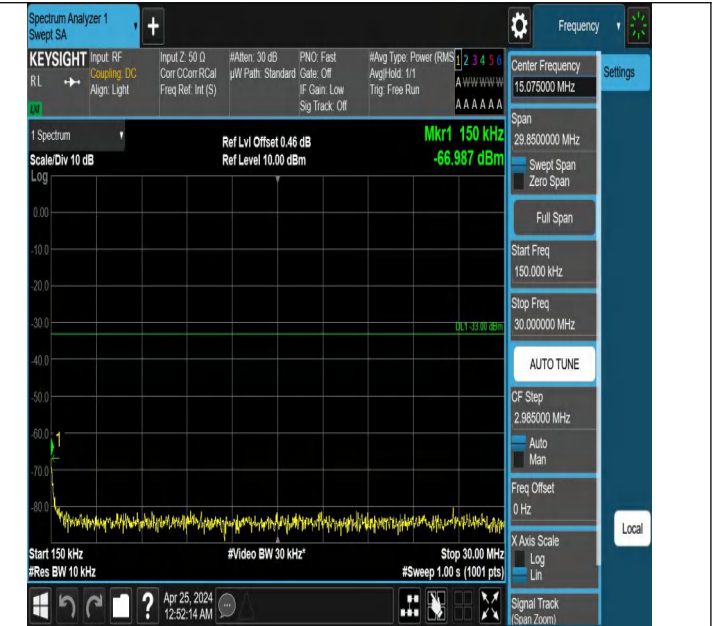 Spectrum Analyzer 1
Swept SA
+
Frequency
KEYSIGHT
RL
LXI
Input: RF
Coupling: DC
Align: Light
Input Z: 50 Ω
Corr CCorr RCal
Freq Ref: Int (S)
#Atten: 30 dB
µW Path: Standard
PNO: Fast
Gate: Off
IF Gain: Low
Sig Track: Off
#Avg Type: Power (RMS
Avg|Hold: 1/1
Trig: Free Run
1 2 3 4 5 6
A W W W W W
A A A A A A
1 Spectrum
Scale/Div 10 dB
Log
Ref Lvl Offset 0.46 dB
Ref Level 10.00 dBm
Mkr1 150 kHz
-66.987 dBm
0.00
-10.0
-20.0
-30.0
DL1 -33.00 dBm
-40.0
-50.0
-60.0
1
-70.0
-80.0
Start 150 kHz
#Res BW 10 kHz
#Video BW 30 kHz*
Stop 30.00 MHz
#Sweep 1.00 s (1001 pts)
Center Frequency
15.075000 MHz
Settings
Span
29.8500000 MHz
Swept Span
Zero Span
Full Span
Start Freq
150.000 kHz
Stop Freq
30.000000 MHz
AUTO TUNE
CF Step
2.985000 MHz
Auto
Man
Freq Offset
0 Hz
X Axis Scale
Log
Lin
Local
Signal Track
(Span Zoom)
?
Apr 25, 2024
12:52:14 AM